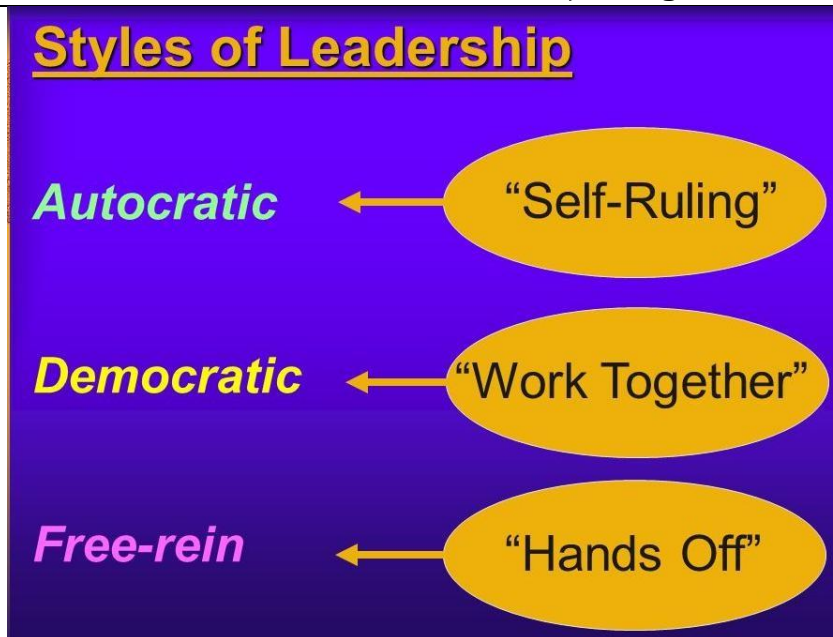 Styles of Leadership
Autocratic “Self-Ruling”
Democratic “Work Together”
Free-rein “Hands Off”